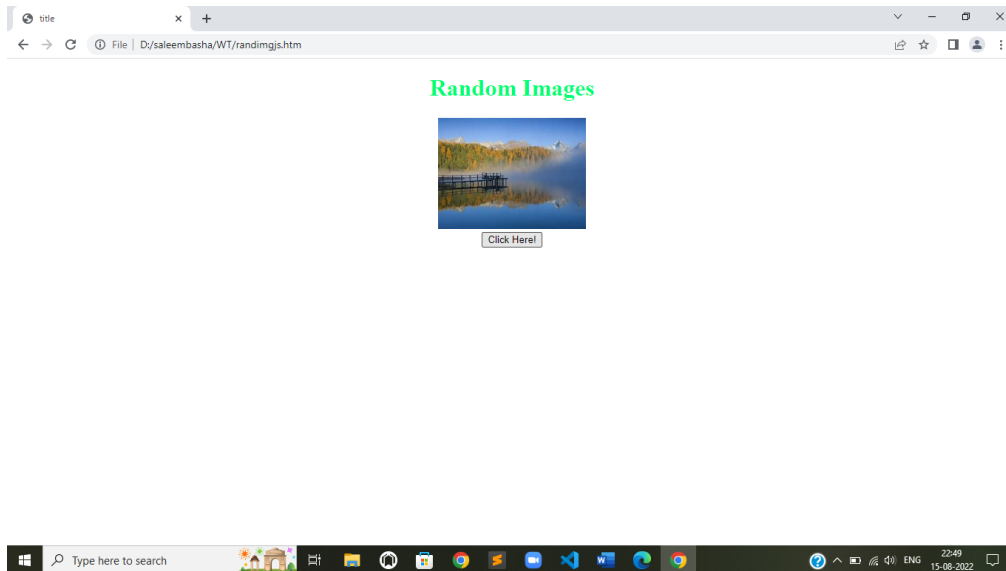 title
File | D:/saleembasha/WT/randimgjs.htm
Random Images
Click Here!
Type here to search
ENG
22:49
15-08-2022